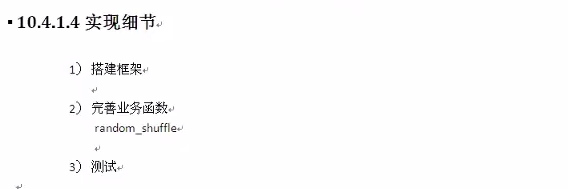 ▪ 10.4.1.4 实现细节
1) 搭建框架
2) 完善业务函数
random_shuffle
3) 测试